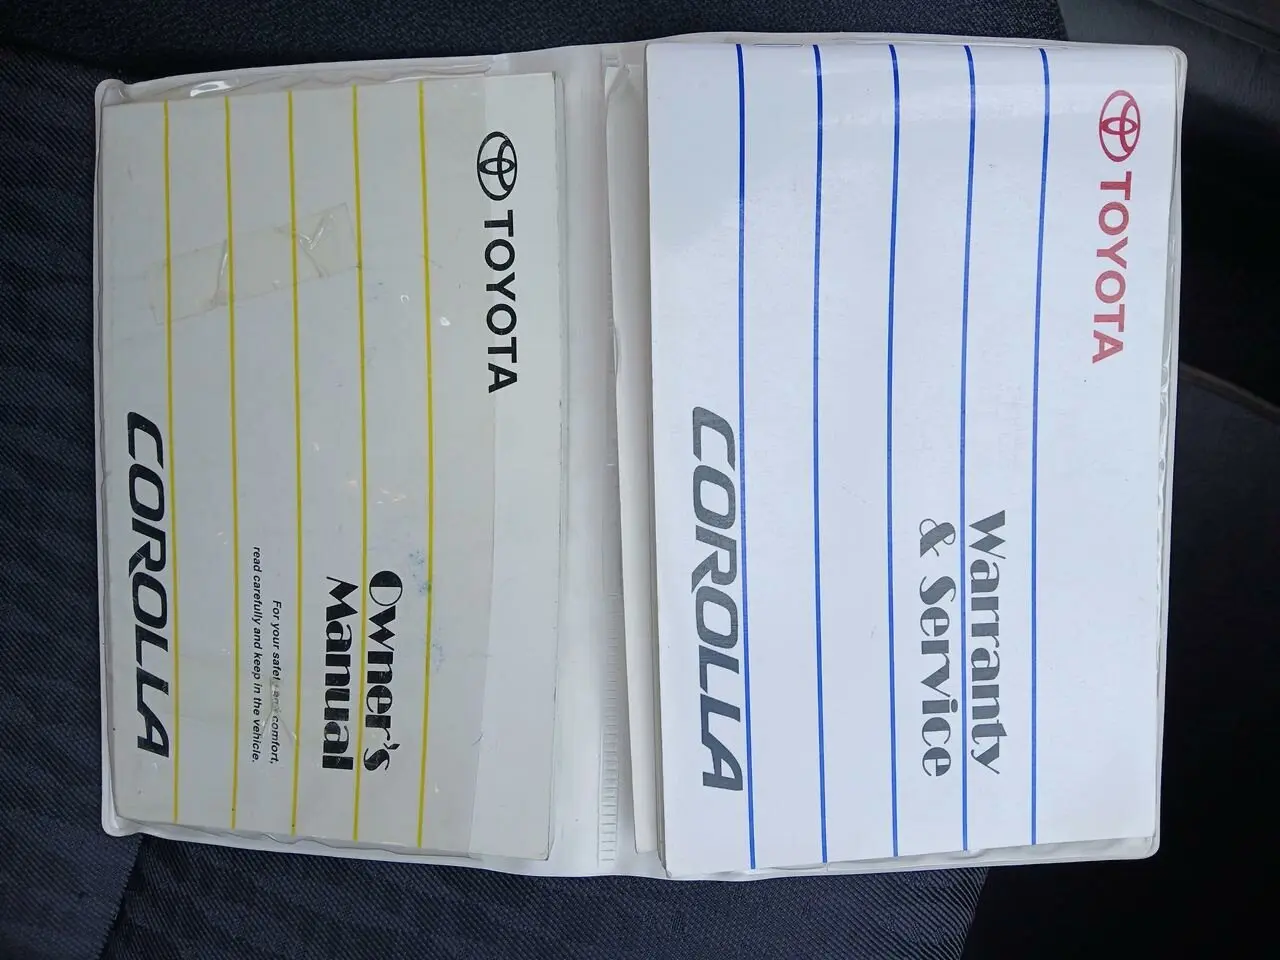 TOYOTA
Owner's
Manual
For your safet and comfort,
read carefully and keep in the vehicle.
COROLLA
TOYOTA
Warranty
& Service
COROLLA